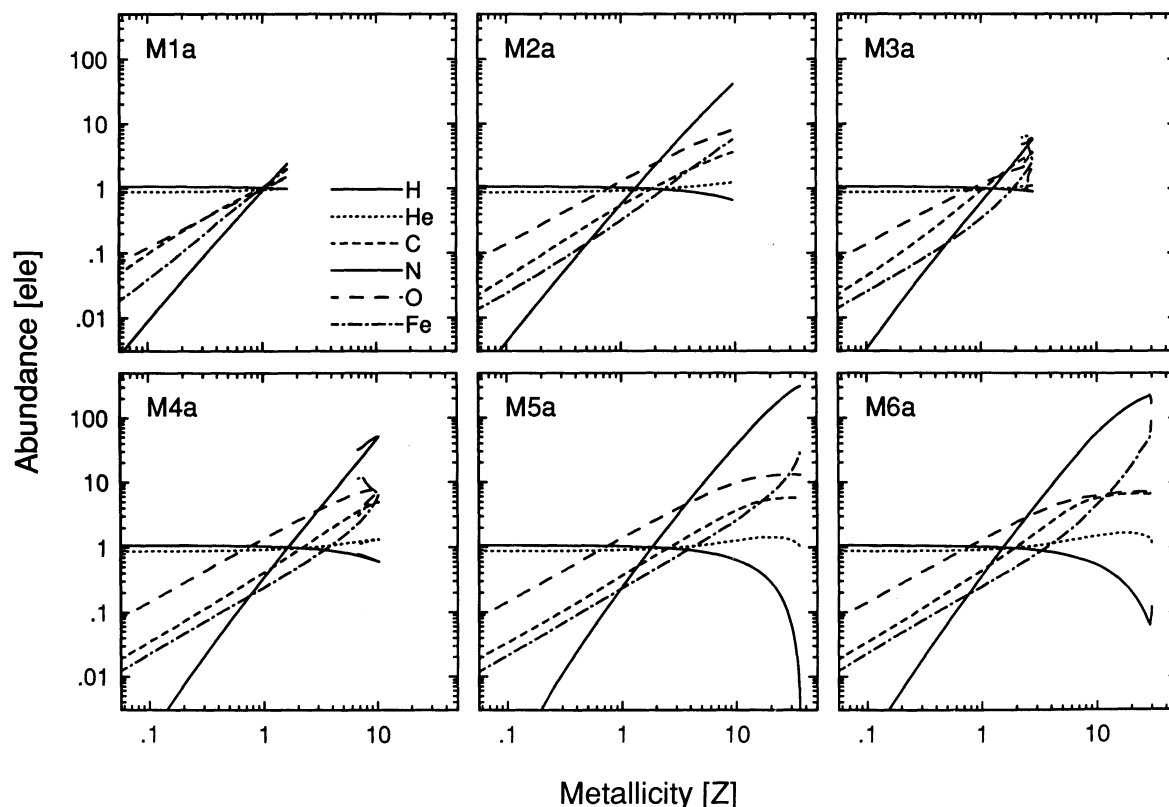 M1a
M2a
M3a
100
10
1
.1
.01
H
He
C
N
O
Fe
M4a
M5a
M6a
100
10
1
.1
.01
.1 1 10
.1 1 10
.1 1 10
Abundance [ele]
Metallicity [Z]